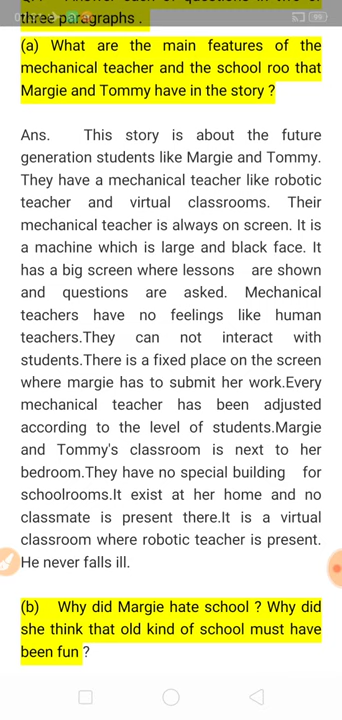 three paragraphs .
(a) What are the main features of the
mechanical teacher and the school roo that
Margie and Tommy have in the story ?
Ans. This story is about the future
generation students like Margie and Tommy.
They have a mechanical teacher like robotic
teacher and virtual classrooms. Their
mechanical teacher is always on screen. It is
a machine which is large and black face. It
has a big screen where lessons are shown
and questions are asked. Mechanical
teachers have no feelings like human
teachers.They can not interact with
students.There is a fixed place on the screen
where margie has to submit her work.Every
mechanical teacher has been adjusted
according to the level of students.Margie
and Tommy's classroom is next to her
bedroom.They have no special building for
schoolrooms.It exist at her home and no
classmate is present there.It is a virtual
classroom where robotic teacher is present.
He never falls ill.
(b) Why did Margie hate school ? Why did
she think that old kind of school must have
been fun ?